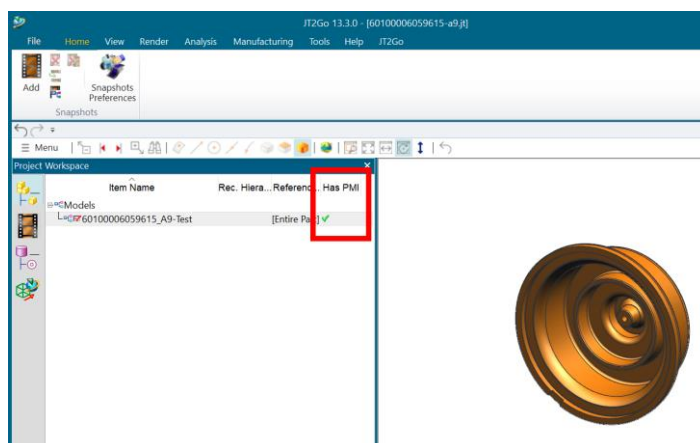 JT2Go 13.3.0 - [60100006059615-a9.jt]
File Home View Render Analysis Manufacturing Tools Help JT2Go
Add
Snapshots
Preferences
Snapshots
Menu
Project Workspace
Item Name Rec. Hiera... Referenc... Has PMI
Models
60100006059615_A9-Test [Entire Part]